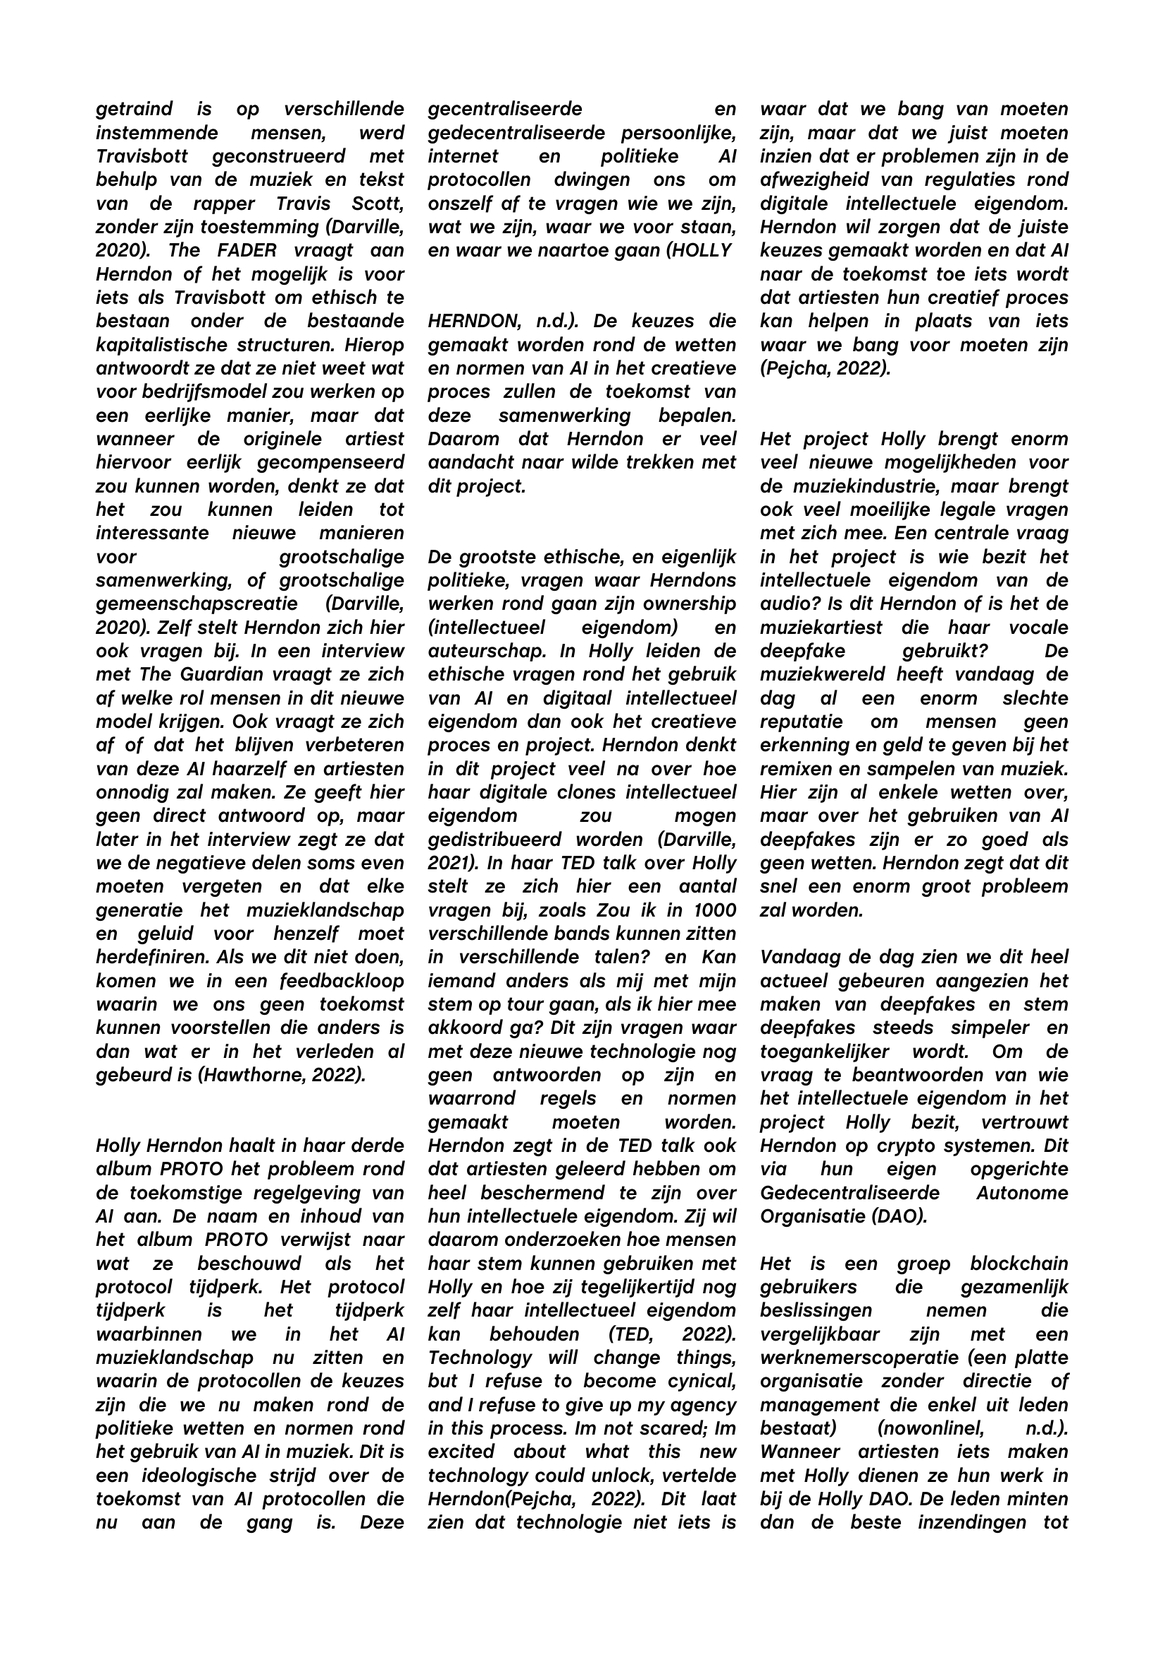 getraind is op verschillende
instemmende mensen, werd
Travisbott geconstrueerd met
behulp van de muziek en tekst
van de rapper Travis Scott,
zonder zijn toestemming (Darville,
2020). The FADER vraagt aan
Herndon of het mogelijk is voor
iets als Travisbott om ethisch te
bestaan onder de bestaande
kapitalistische structuren. Hierop
antwoordt ze dat ze niet weet wat
voor bedrijfsmodel zou werken op
een eerlijke manier, maar dat
wanneer de originele artiest
hiervoor eerlijk gecompenseerd
zou kunnen worden, denkt ze dat
het zou kunnen leiden tot
interessante nieuwe manieren
voor grootschalige
samenwerking, of grootschalige
gemeenschapscreatie (Darville,
2020). Zelf stelt Herndon zich hier
ook vragen bij. In een interview
met The Guardian vraagt ze zich
af welke rol mensen in dit nieuwe
model krijgen. Ook vraagt ze zich
af of dat het blijven verbeteren
van deze AI haarzelf en artiesten
onnodig zal maken. Ze geeft hier
geen direct antwoord op, maar
later in het interview zegt ze dat
we de negatieve delen soms even
moeten vergeten en dat elke
generatie het muzieklandschap
en geluid voor henzelf moet
herdefiniren. Als we dit niet doen,
komen we in een feedbackloop
waarin we ons geen toekomst
kunnen voorstellen die anders is
dan wat er in het verleden al
gebeurd is (Hawthorne, 2022).
Holly Herndon haalt in haar derde
album PROTO het probleem rond
de toekomstige regelgeving van
AI aan. De naam en inhoud van
het album PROTO verwijst naar
wat ze beschouwd als het
protocol tijdperk. Het protocol
tijdperk is het tijdperk
waarbinnen we in het AI
muzieklandschap nu zitten en
waarin de protocollen de keuzes
zijn die we nu maken rond de
politieke wetten en normen rond
het gebruik van AI in muziek. Dit is
een ideologische strijd over de
toekomst van AI protocollen die
nu aan de gang is. Deze
gecentraliseerde en
gedecentraliseerde persoonlijke,
internet en politieke AI
protocollen dwingen ons om
onszelf af te vragen wie we zijn,
wat we zijn, waar we voor staan,
en waar we naartoe gaan (HOLLY
HERNDON, n.d.). De keuzes die
gemaakt worden rond de wetten
en normen van AI in het creatieve
proces zullen de toekomst van
deze samenwerking bepalen.
Daarom dat Herndon er veel
aandacht naar wilde trekken met
dit project.
De grootste ethische, en eigenlijk
politieke, vragen waar Herndons
werken rond gaan zijn ownership
(intellectueel eigendom) en
auteurschap. In Holly leiden de
ethische vragen rond het gebruik
van AI en digitaal intellectueel
eigendom dan ook het creatieve
proces en project. Herndon denkt
in dit project veel na over hoe
haar digitale clones intellectueel
eigendom zou mogen
gedistribueerd worden (Darville,
2021). In haar TED talk over Holly
stelt ze zich hier een aantal
vragen bij, zoals Zou ik in 1000
verschillende bands kunnen zitten
in verschillende talen? en Kan
iemand anders als mij met mijn
stem op tour gaan, als ik hier mee
akkoord ga? Dit zijn vragen waar
met deze nieuwe technologie nog
geen antwoorden op zijn en
waarrond regels en normen
gemaakt moeten worden.
Herndon zegt in de TED talk ook
dat artiesten geleerd hebben om
heel beschermend te zijn over
hun intellectuele eigendom. Zij wil
daarom onderzoeken hoe mensen
haar stem kunnen gebruiken met
Holly en hoe zij tegelijkertijd nog
zelf haar intellectueel eigendom
kan behouden (TED, 2022).
Technology will change things,
but I refuse to become cynical,
and I refuse to give up my agency
in this process. Im not scared; Im
excited about what this new
technology could unlock, vertelde
Herndon(Pejcha, 2022). Dit laat
zien dat technologie niet iets is
waar dat we bang van moeten
zijn, maar dat we juist moeten
inzien dat er problemen zijn in de
afwezigheid van regulaties rond
digitale intellectuele eigendom.
Herndon wil zorgen dat de juiste
keuzes gemaakt worden en dat AI
naar de toekomst toe iets wordt
dat artiesten hun creatief proces
kan helpen in plaats van iets
waar we bang voor moeten zijn
(Pejcha, 2022).
Het project Holly brengt enorm
veel nieuwe mogelijkheden voor
de muziekindustrie, maar brengt
ook veel moeilijke legale vragen
met zich mee. Een centrale vraag
in het project is wie bezit het
intellectuele eigendom van de
audio? Is dit Herndon of is het de
muziekartiest die haar vocale
deepfake gebruikt? De
muziekwereld heeft vandaag de
dag al een enorm slechte
reputatie om mensen geen
erkenning en geld te geven bij het
remixen en sampelen van muziek.
Hier zijn al enkele wetten over,
maar over het gebruiken van AI
deepfakes zijn er zo goed als
geen wetten. Herndon zegt dat dit
snel een enorm groot probleem
zal worden.
Vandaag de dag zien we dit heel
actueel gebeuren aangezien het
maken van deepfakes en stem
deepfakes steeds simpeler en
toegankelijker wordt. Om de
vraag te beantwoorden van wie
het intellectuele eigendom in het
project Holly bezit, vertrouwt
Herndon op crypto systemen. Dit
via hun eigen opgerichte
Gedecentraliseerde Autonome
Organisatie (DAO).
Het is een groep blockchain
gebruikers die gezamenlijk
beslissingen nemen die
vergelijkbaar zijn met een
werknemerscoperatie (een platte
organisatie zonder directie of
management die enkel uit leden
bestaat) (nowonlinel, n.d.).
Wanneer artiesten iets maken
met Holly dienen ze hun werk in
bij de Holly DAO. De leden minten
dan de beste inzendingen tot